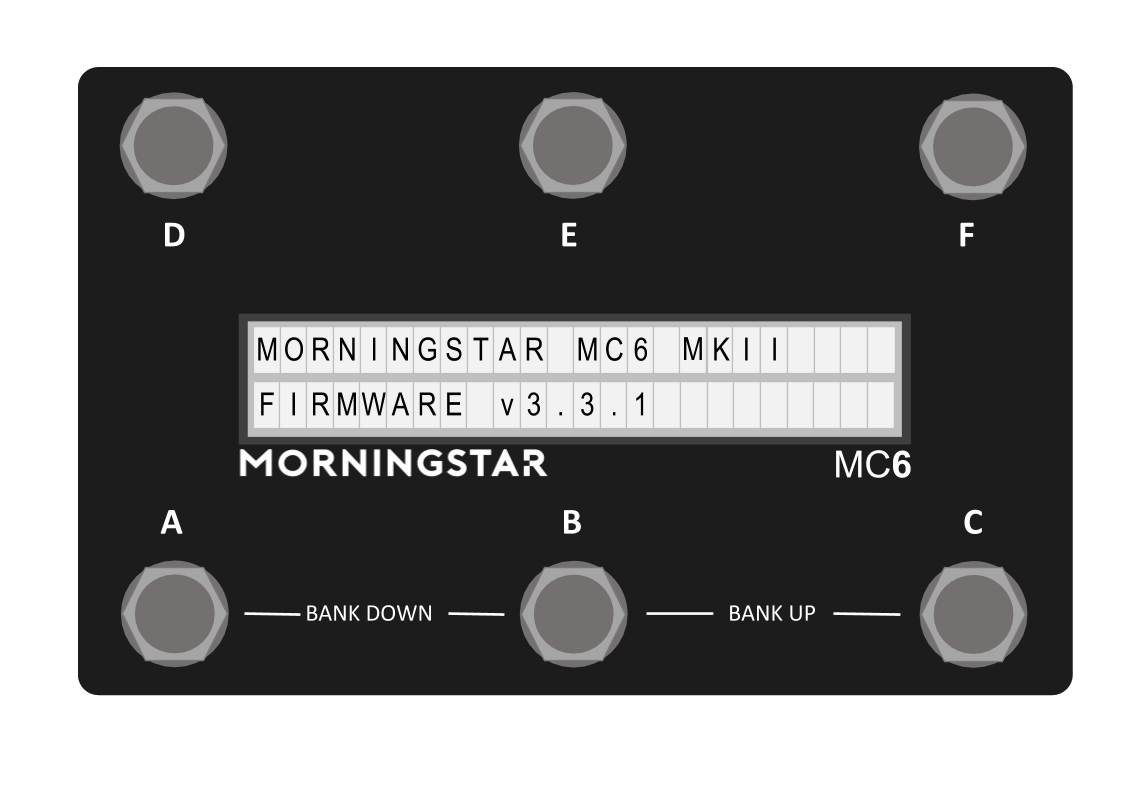 D E F
MORNINGSTAR MC6 MKII
FIRMWARE v3.3.1
MORNINGSTAR MC6
A B C
BANK DOWN BANK UP